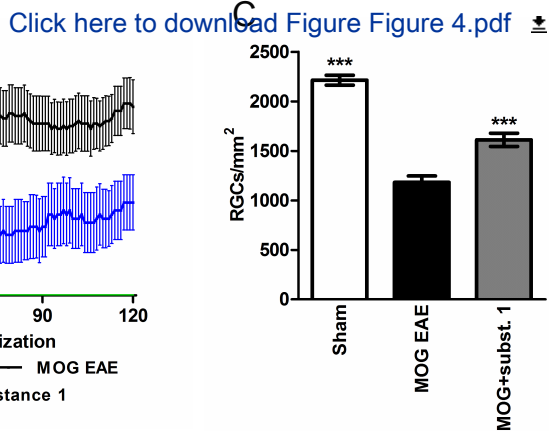 Click here to download Figure Figure 4.pdf
C
2500
2000
1500
1000
500
0
RGCs/mm2
***
***
Sham
MOG EAE
MOG+subst. 1
90 120
ization
MOG EAE
stance 1